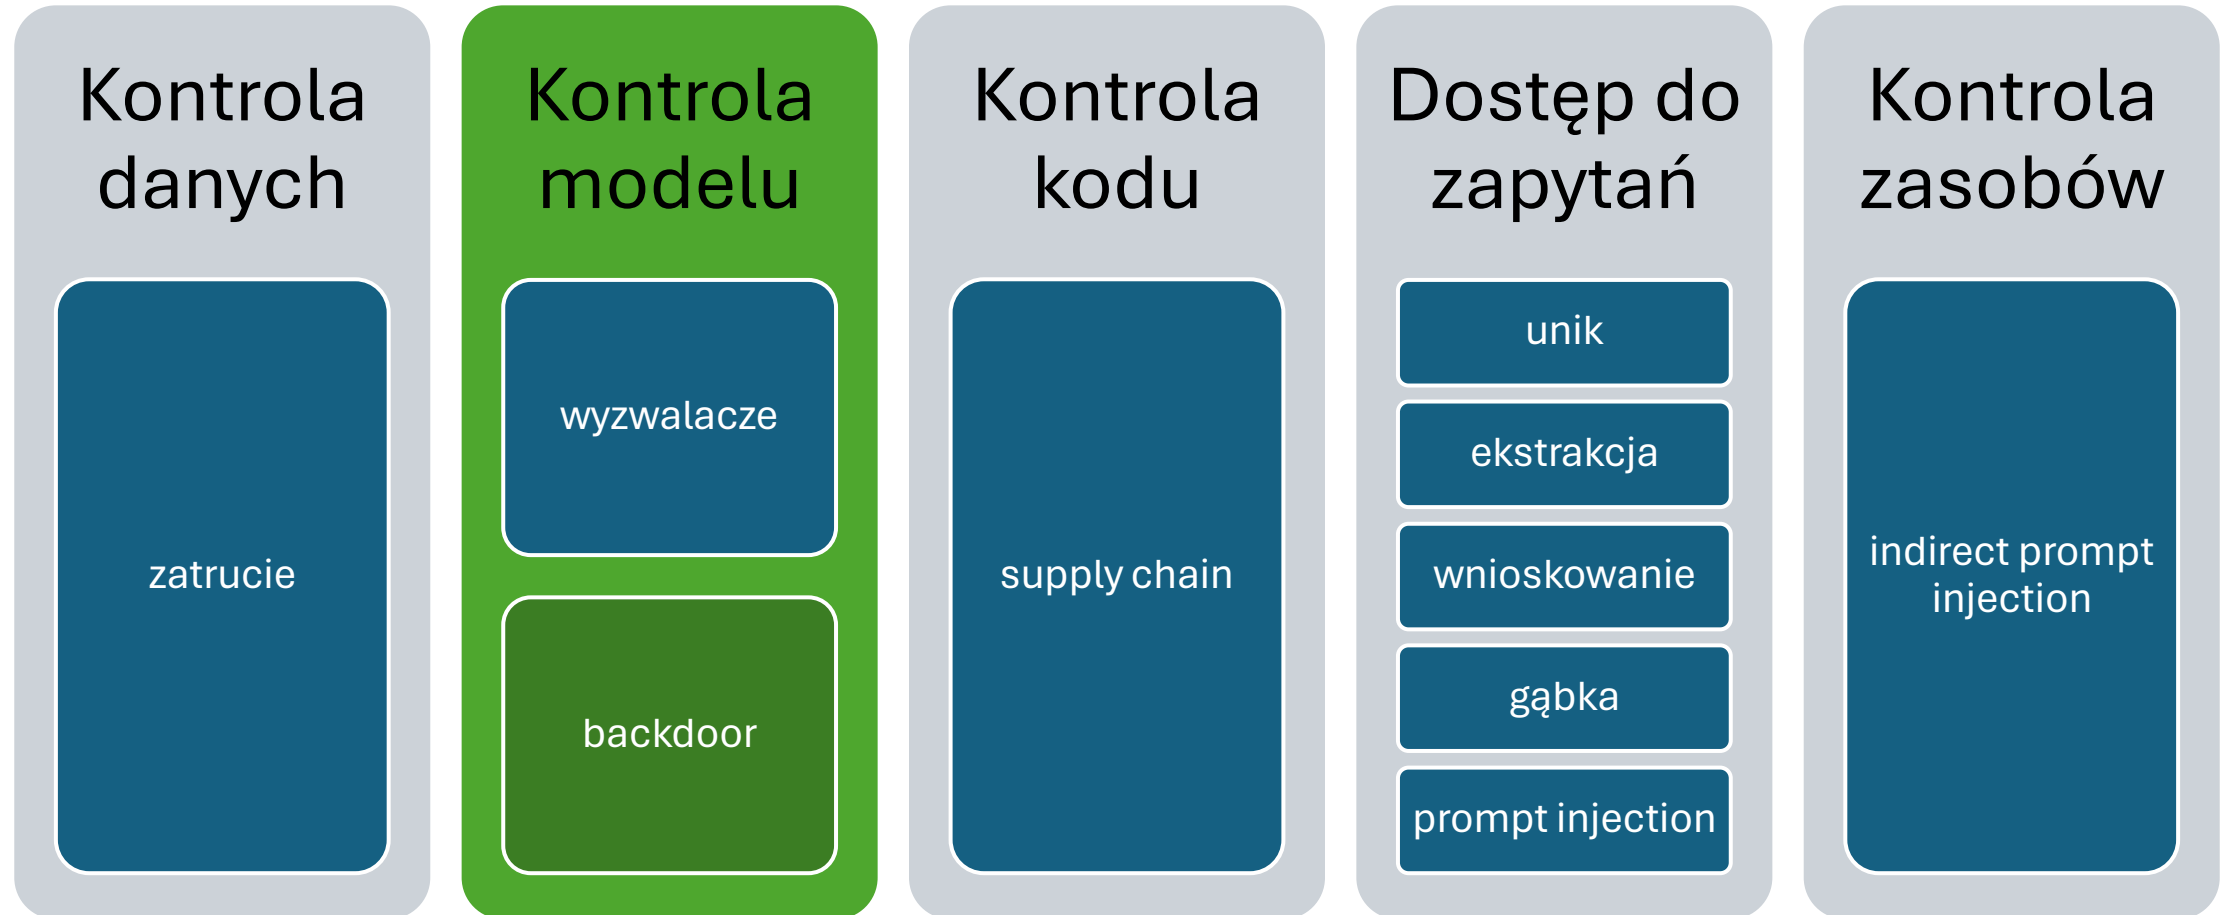 Kontrola
danych
zatrucie
Kontrola
modelu
wyzwalacze
backdoor
Kontrola
kodu
supply chain
Dostęp do
zapytań
unik
ekstrakcja
wnioskowanie
gąbka
prompt injection
Kontrola
zasobów
indirect prompt
injection